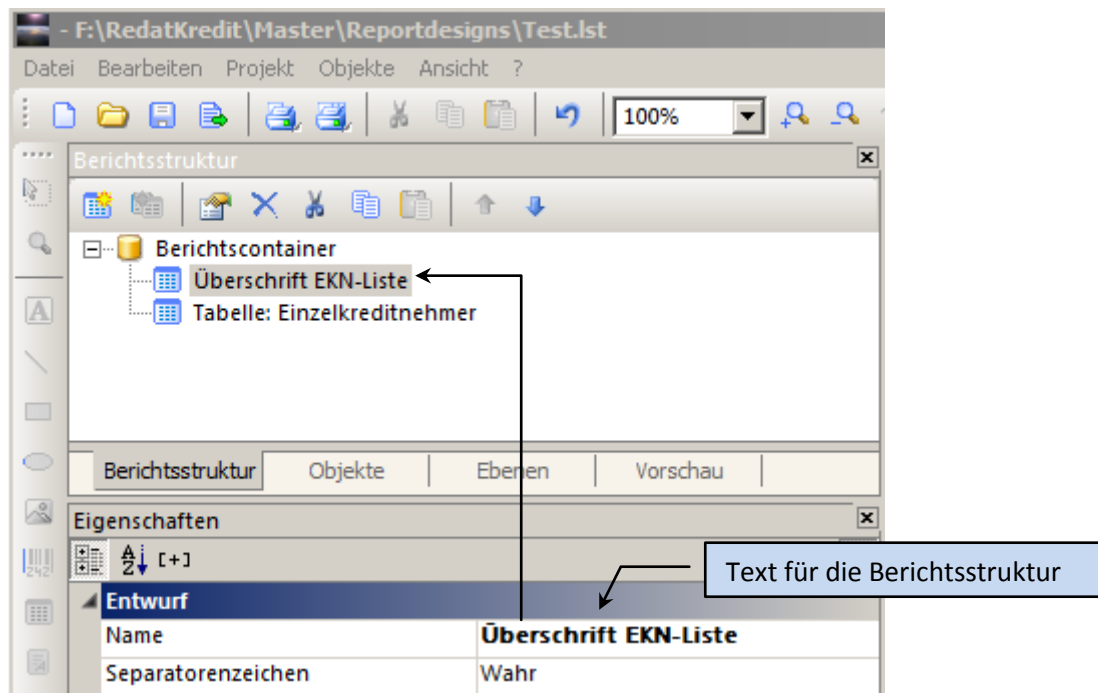 - F:\RedatKredit\Master\Reportdesigns\Test.lst
Datei Bearbeiten Projekt Objekte Ansicht ?
100%
Berichtsstruktur
Berichtscontainer
Überschrift EKN-Liste
Tabelle: Einzelkreditnehmer
Berichtsstruktur Objekte Ebenen Vorschau
Eigenschaften
[+]
Text für die Berichtsstruktur
Entwurf
Name Überschrift EKN-Liste
Separatorenzeichen Wahr